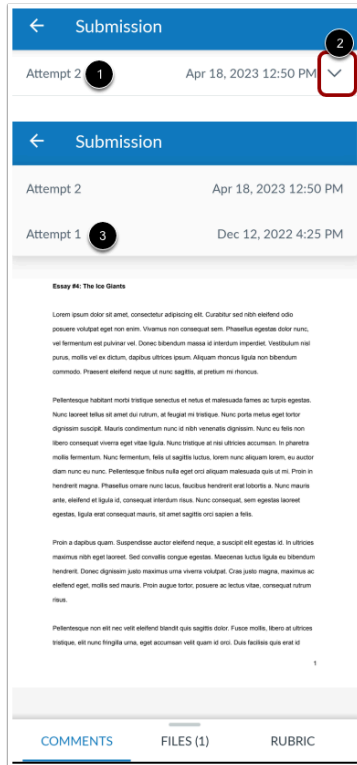 ← Submission
2
Attempt 2 1 Apr 18, 2023 12:50 PM
← Submission
Attempt 2 Apr 18, 2023 12:50 PM
Attempt 1 3 Dec 12, 2022 4:25 PM
Essay #4: The Ice Giants
Lorem ipsum dolor sit amet, consectetur adipiscing elit. Curabitur sed nibh eleifend odio
posuere volutpat eget non enim. Vivamus non consequat sem. Phasellus egestas dolor nunc,
vel fermentum est pulvinar vel. Donec bibendum massa id interdum imperdiet. Vestibulum nisl
purus, mollis vel ex dictum, dapibus ultrices ipsum. Aliquam rhoncus ligula non bibendum
commodo. Praesent eleifend neque ut nunc sagittis, at pretium mi rhoncus.
Pellentesque habitant morbi tristique senectus et netus et malesuada fames ac turpis egestas.
Nunc laoreet tellus sit amet dui rutrum, at feugiat mi tristique. Nunc porta metus eget tortor
dignissim suscipit. Mauris condimentum nunc id nibh venenatis dignissim. Nunc eu felis non
libero consequat viverra eget vitae ligula. Nunc tristique at nisi ultricies accumsan. In pharetra
mollis fermentum. Nunc fermentum, felis ut sagittis luctus, lorem nunc aliquam lorem, eu auctor
diam nunc eu nunc. Pellentesque finibus nulla eget orci aliquam malesuada quis ut mi. Proin in
hendrerit magna. Phasellus ornare nunc lacus, faucibus hendrerit erat lobortis a. Nunc mauris
ante, eleifend et ligula id, consequat interdum risus. Nunc consequat, sem egestas laoreet
egestas, ligula erat consequat mauris, sit amet sagittis orci sapien a felis.
Proin a dapibus quam. Suspendisse auctor eleifend neque, a suscipit elit egestas id. In ultricies
maximus nibh eget laoreet. Sed convallis congue egestas. Maecenas luctus ligula eu bibendum
hendrerit. Donec dignissim justo maximus urna viverra volutpat. Cras justo magna, maximus ac
eleifend eget, mollis sed mauris. Proin augue tortor, posuere ac lectus vitae, consequat rutrum
risus.
Pellentesque non elit nec velit eleifend blandit quis sagittis dolor. Fusce mollis, libero at ultrices
tristique, elit nunc fringilla urna, eget accumsan velit quam id orci. Duis facilisis quis erat id
1
COMMENTS FILES (1) RUBRIC